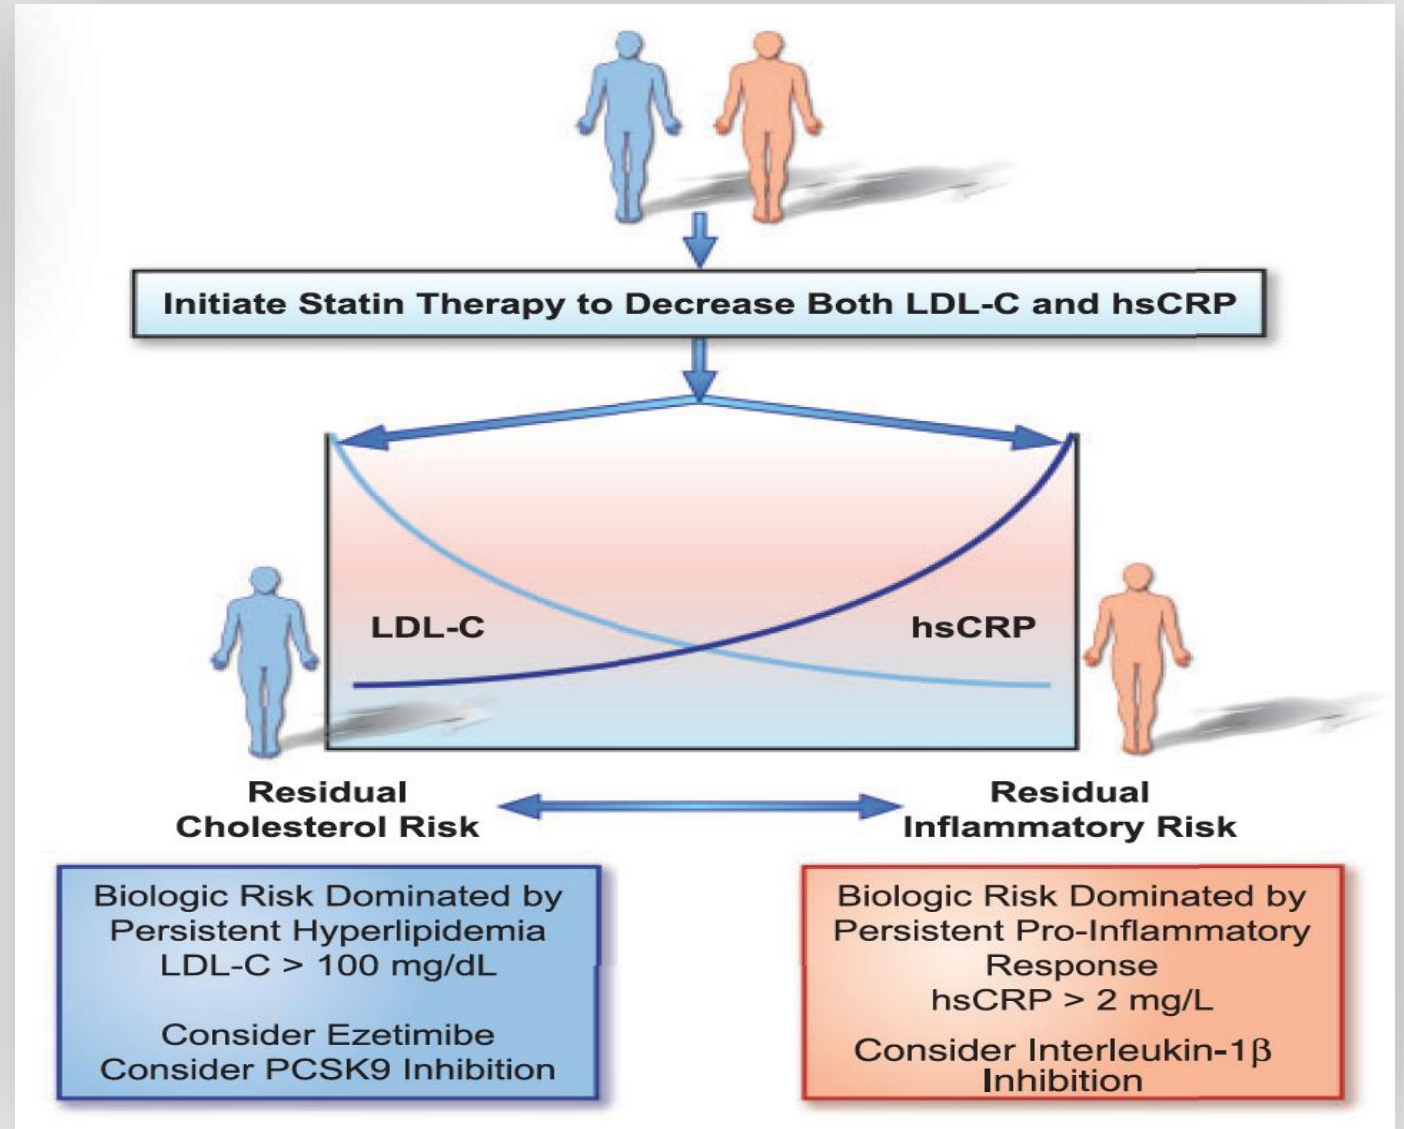 Initiate Statin Therapy to Decrease Both LDL-C and hsCRP
LDL-C
hsCRP
Residual
Cholesterol Risk
Residual
Inflammatory Risk
Biologic Risk Dominated by
Persistent Hyperlipidemia
LDL-C > 100 mg/dL
Consider Ezetimibe
Consider PCSK9 Inhibition
Biologic Risk Dominated by
Persistent Pro-Inflammatory
Response
hsCRP > 2 mg/L
Consider Interleukin-1β
Inhibition